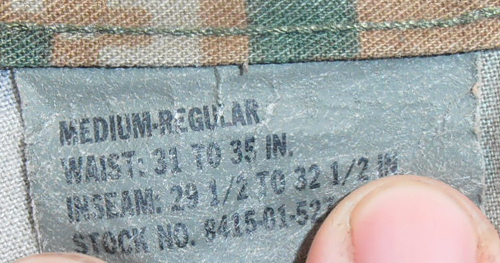 MEDIUM-REGULAR
WAIST: 31 TO 35 IN.
INSEAM: 29 1/2 TO 32 1/2 IN
STOCK NO. 8415-01-52